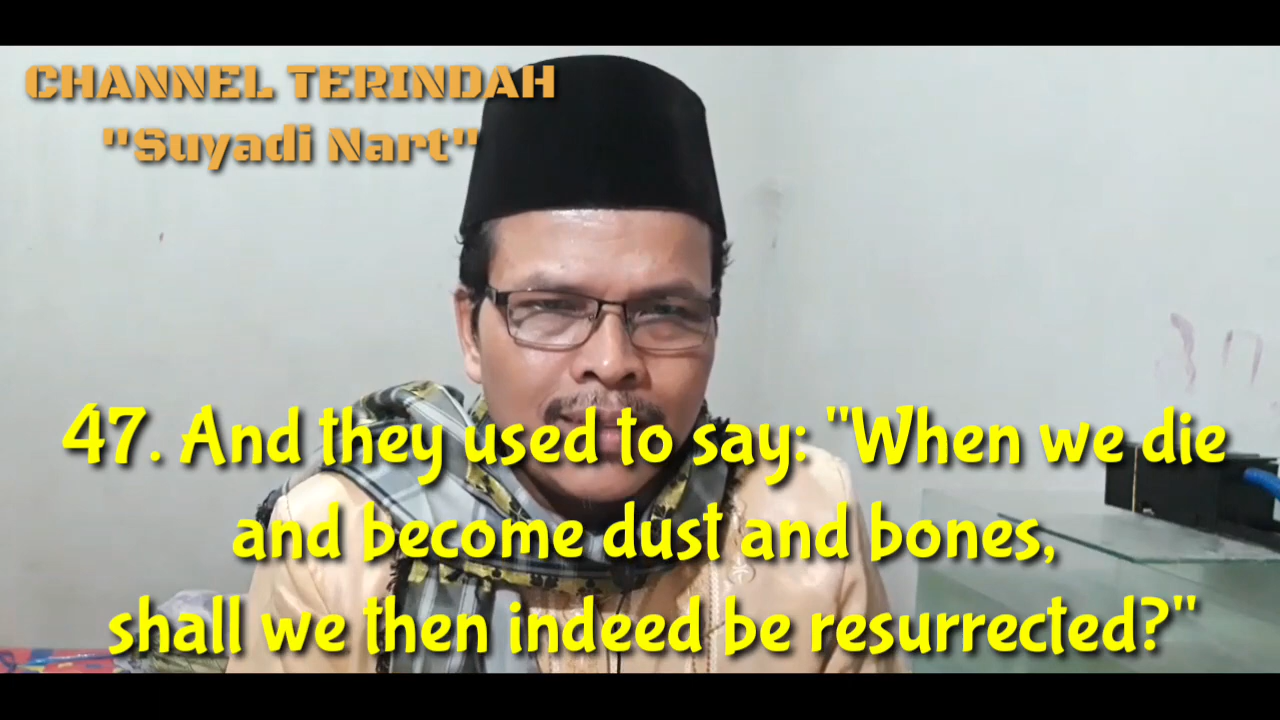 CHANNEL TERINDAH
"Suyadi Nart"
47. And they used to say: "When we die
and become dust and bones,
shall we then indeed be resurrected?"